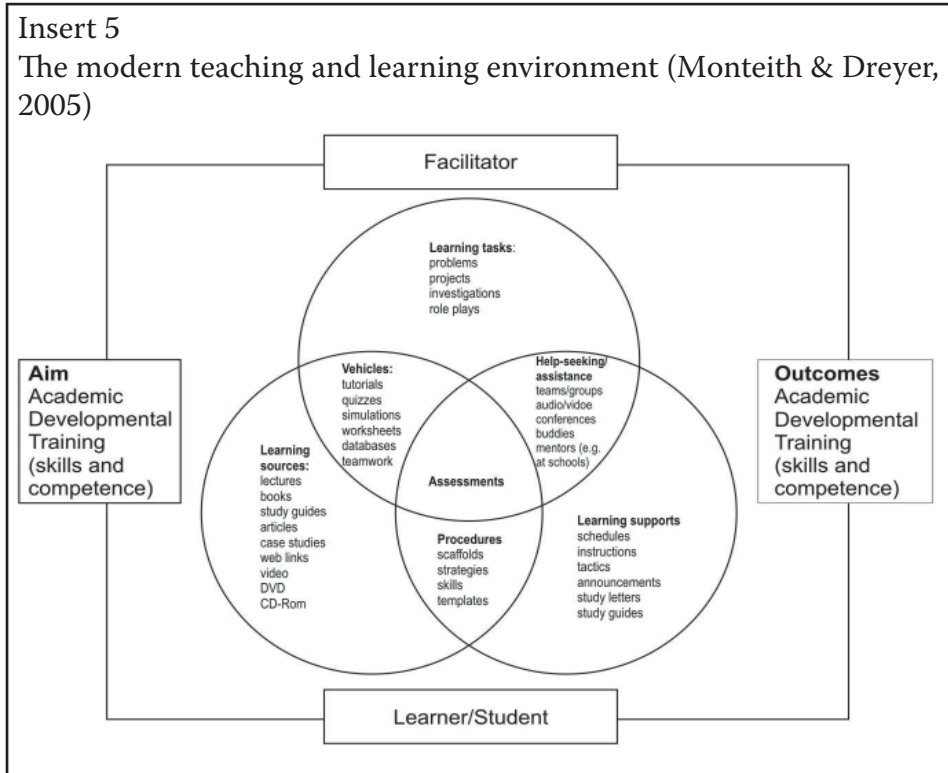 Insert 5
The modern teaching and learning environment (Monteith & Dreyer,
2005)
Facilitator
Learning tasks:
problems
projects
investigations
role plays
Aim
Academic
Developmental
Training
(skills and
competence)
Vehicles:
tutorials
quizzes
simulations
worksheets
databases
teamwork
Help-seeking/
assistance
teams/groups
audio/vidoe
conferences
buddies
mentors (e.g.
at schools)
Outcomes
Academic
Developmental
Training
(skills and
competence)
Learning
sources:
lectures
books
study guides
articles
case studies
web links
video
DVD
CD-Rom
Assessments
Procedures
scaffolds
strategies
skills
templates
Learning supports
schedules
instructions
tactics
announcements
study letters
study guides
Learner/Student